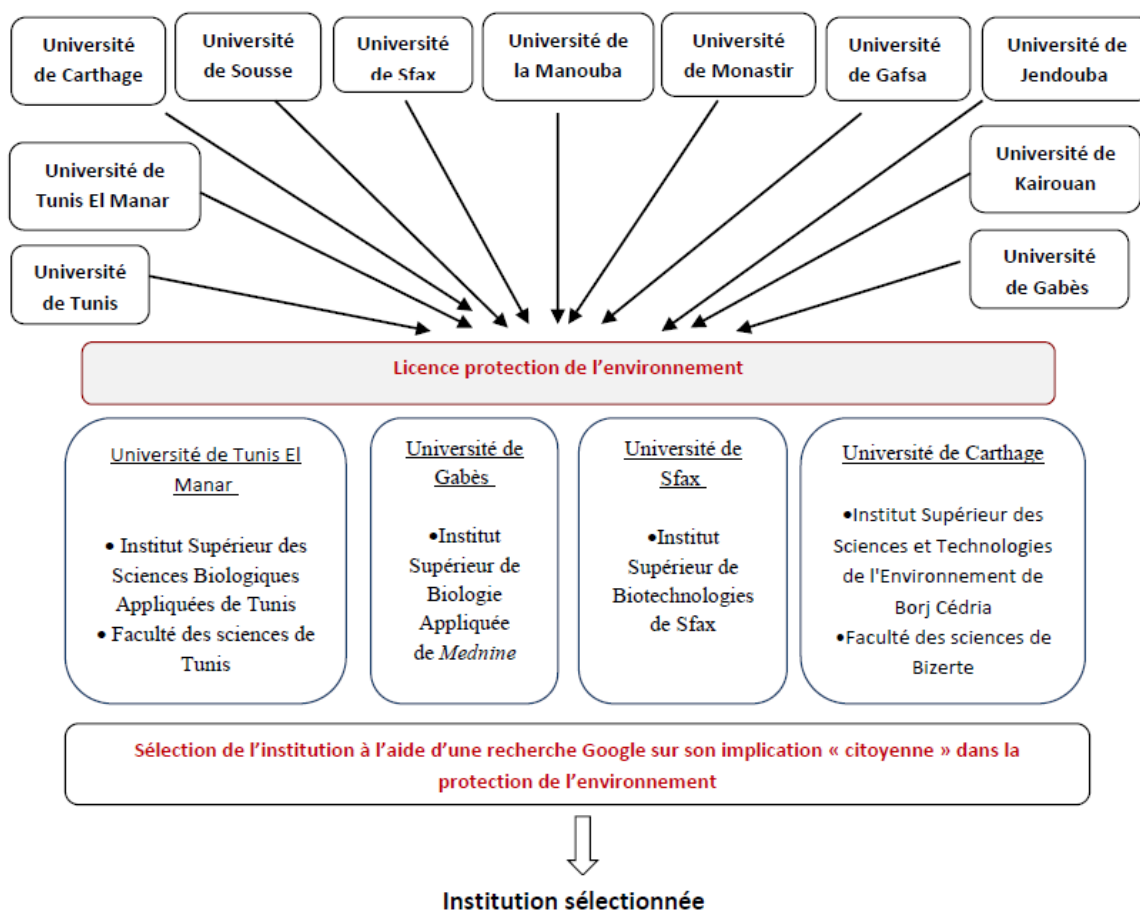 Université
de Carthage
Université
de Sousse
Université
de Sfax
Université de
la Manouba
Université
de Monastir
Université
de Gafsa
Université de
Jendouba
Université de
Tunis El Manar
Université de
Kairouan
Université
de Tunis
Université
de Gabès
Licence protection de l’environnement
Université de Tunis El
Manar
• Institut Supérieur des
Sciences Biologiques
Appliquées de Tunis
• Faculté des sciences de
Tunis
Université de
Gabès
•Institut
Supérieur de
Biologie
Appliquée
de Mednine
Université de
Sfax
•Institut
Supérieur de
Biotechnologies
de Sfax
Université de Carthage
•Institut Supérieur des
Sciences et Technologies
de l'Environnement de
Borj Cédria
•Faculté des sciences de
Bizerte
Sélection de l’institution à l’aide d’une recherche Google sur son implication « citoyenne » dans la
protection de l’environnement
Institution sélectionnée